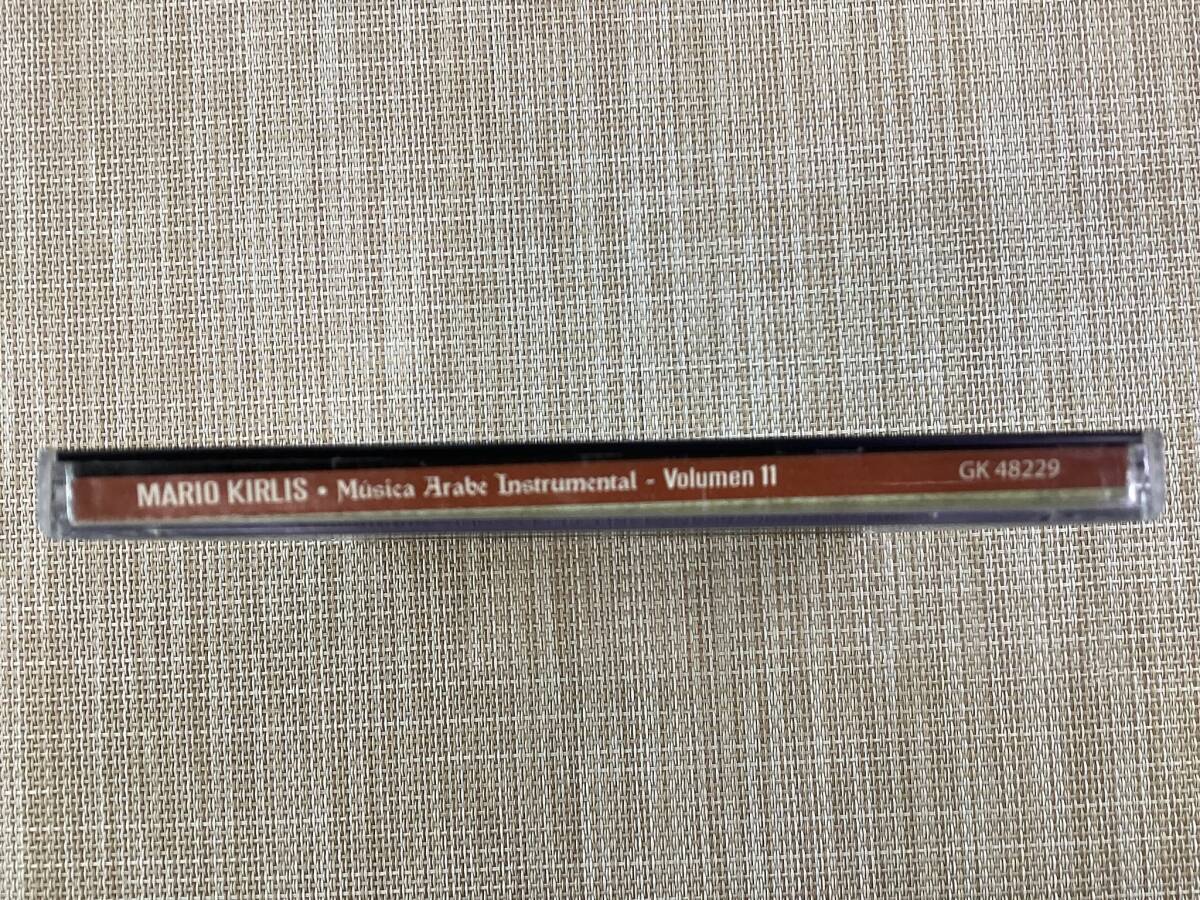 MARIO KIRLIS • Música Arabe Instrumental - Volumen 11 GK 48229